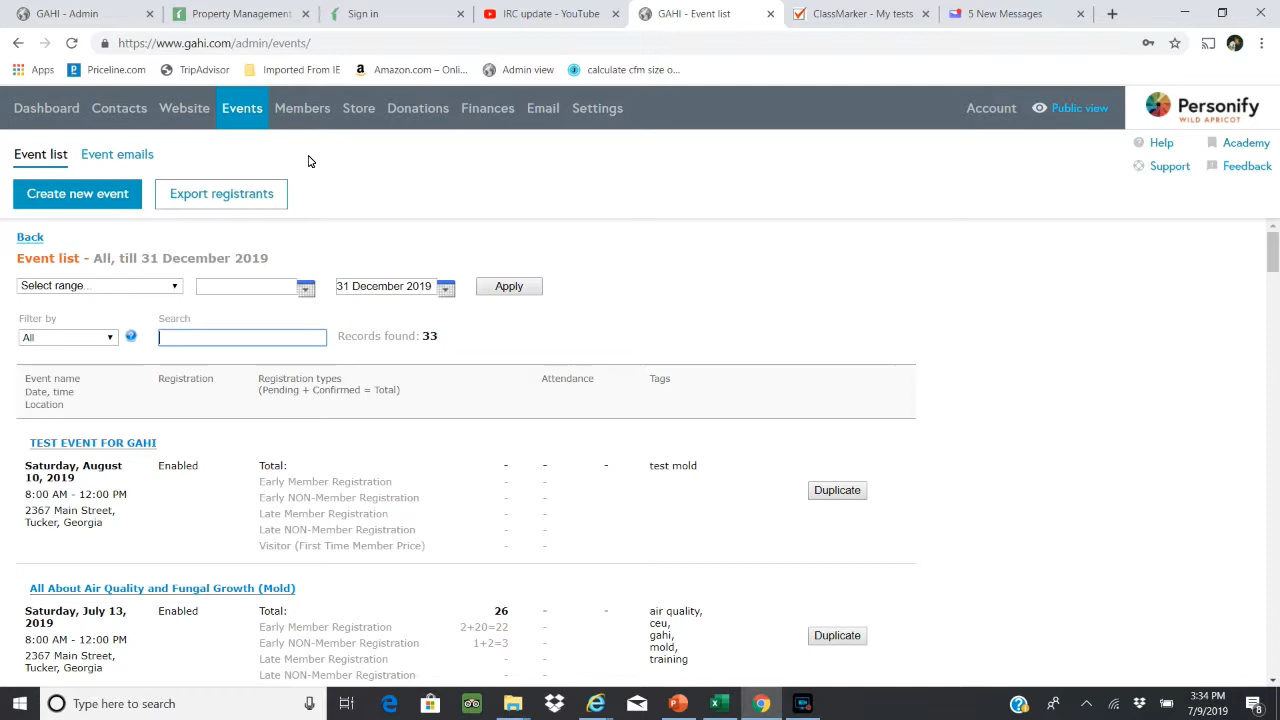 GAHI - Admin view
Property Management
Sign in
IRC update - YouTube
GAHI - Event list
ClassMarker - My tests
5 New Messages
https://www.gahi.com/admin/events/
Apps
Priceline.com
TripAdvisor
Imported From IE
Amazon.com – Onli...
Admin view
calculate cfm size o...
Dashboard
Contacts
Website
Events
Members
Store
Donations
Finances
Email
Settings
Account
Public view
Personify
WILD APRICOT
Event list
Event emails
Help
Academy
Support
Feedback
Create new event
Export registrants
Back
Event list - All, till 31 December 2019
Select range...
31 December 2019
Apply
Filter by
Search
All
Records found: 33
Event name
Date, time
Location
Registration
Registration types
(Pending + Confirmed = Total)
Attendance
Tags
TEST EVENT FOR GAHI
Saturday, August
10, 2019
8:00 AM - 12:00 PM
2367 Main Street,
Tucker, Georgia
Enabled
Total: - - -
Early Member Registration - -
Early NON-Member Registration - -
Late Member Registration - -
Late NON-Member Registration - -
Visitor (First Time Member Price) - -
test mold
Duplicate
All About Air Quality and Fungal Growth (Mold)
Saturday, July 13,
2019
8:00 AM - 12:00 PM
2367 Main Street,
Tucker, Georgia
Enabled
Total: 26 - -
Early Member Registration 2+20=22 -
Early NON-Member Registration 1+2=3 -
Late Member Registration - -
Late NON-Member Registration - -
air quality,
ceu,
gahi,
mold,
training
Duplicate
Type here to search
3:34 PM
7/9/2019
8